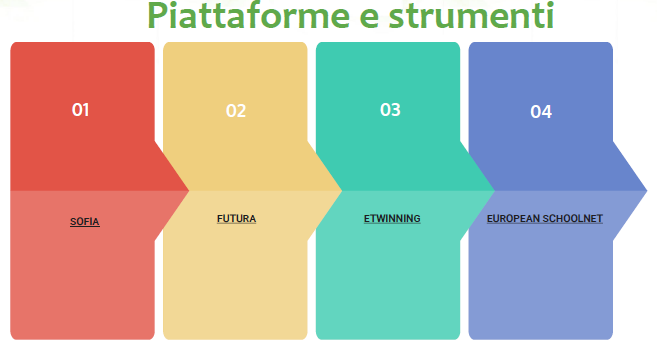 Piattaforme e strumenti
01
02
03
04
SOFIA
FUTURA
ETWINNING
EUROPEAN SCHOOLNET